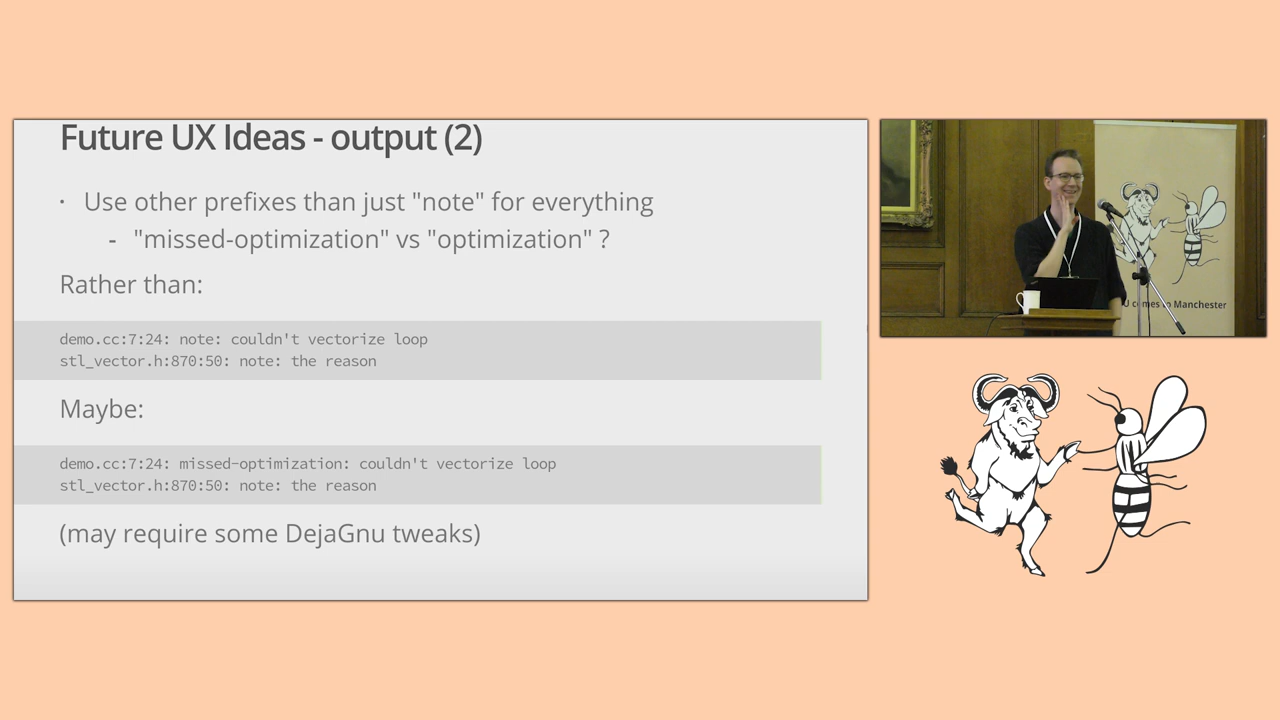 Future UX Ideas - output (2)
· Use other prefixes than just "note" for everything
- "missed-optimization" vs "optimization" ?
Rather than:
demo.cc:7:24: note: couldn't vectorize loop
stl_vector.h:870:50: note: the reason
Maybe:
demo.cc:7:24: missed-optimization: couldn't vectorize loop
stl_vector.h:870:50: note: the reason
(may require some DejaGnu tweaks)
comes to Manchester